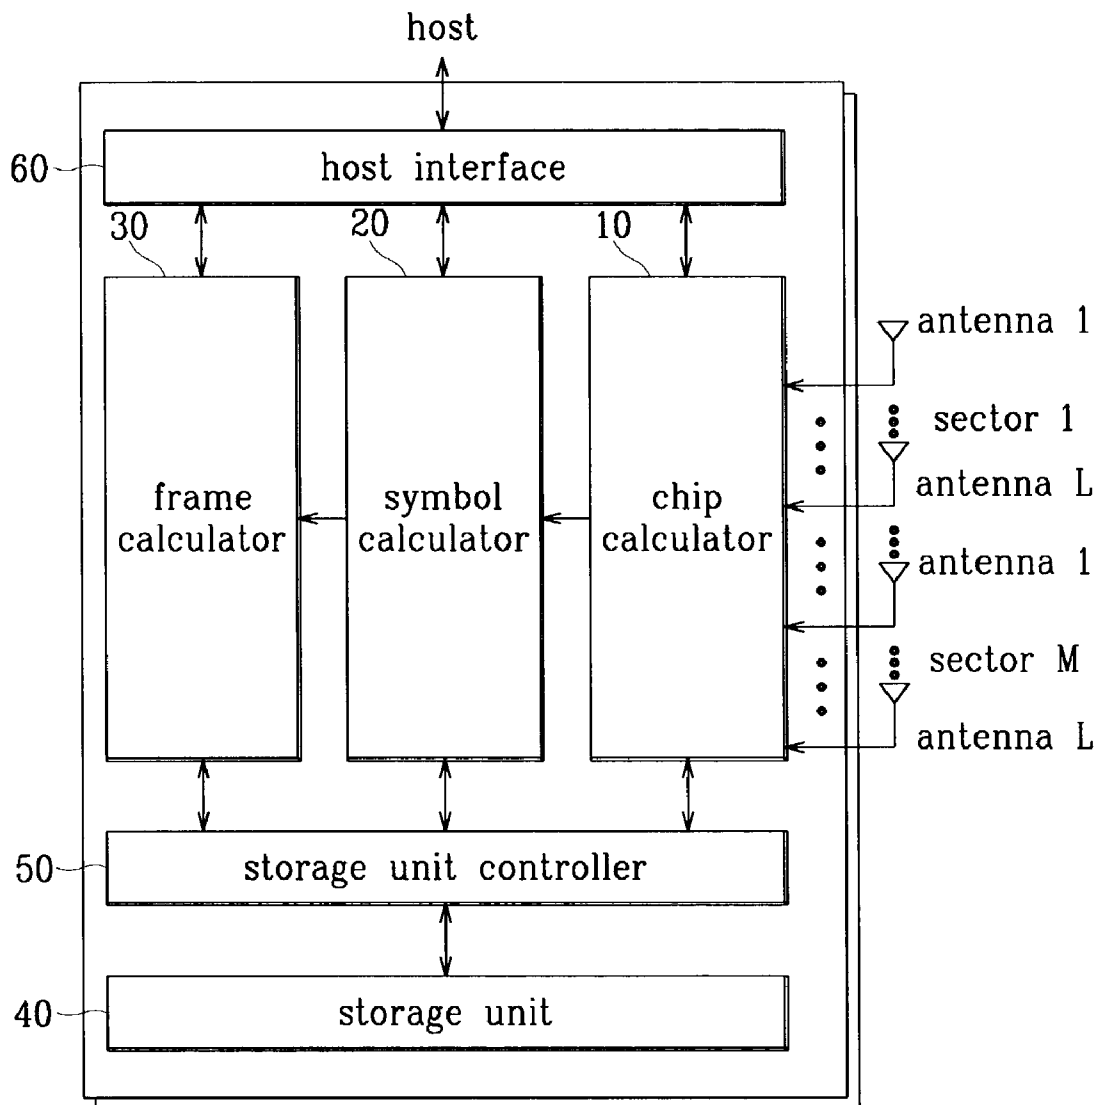 host
60
host interface
30
20
10
antenna 1
sector 1
antenna L
antenna 1
sector M
antenna L
frame
calculator
symbol
calculator
chip
calculator
50
storage unit controller
40
storage unit